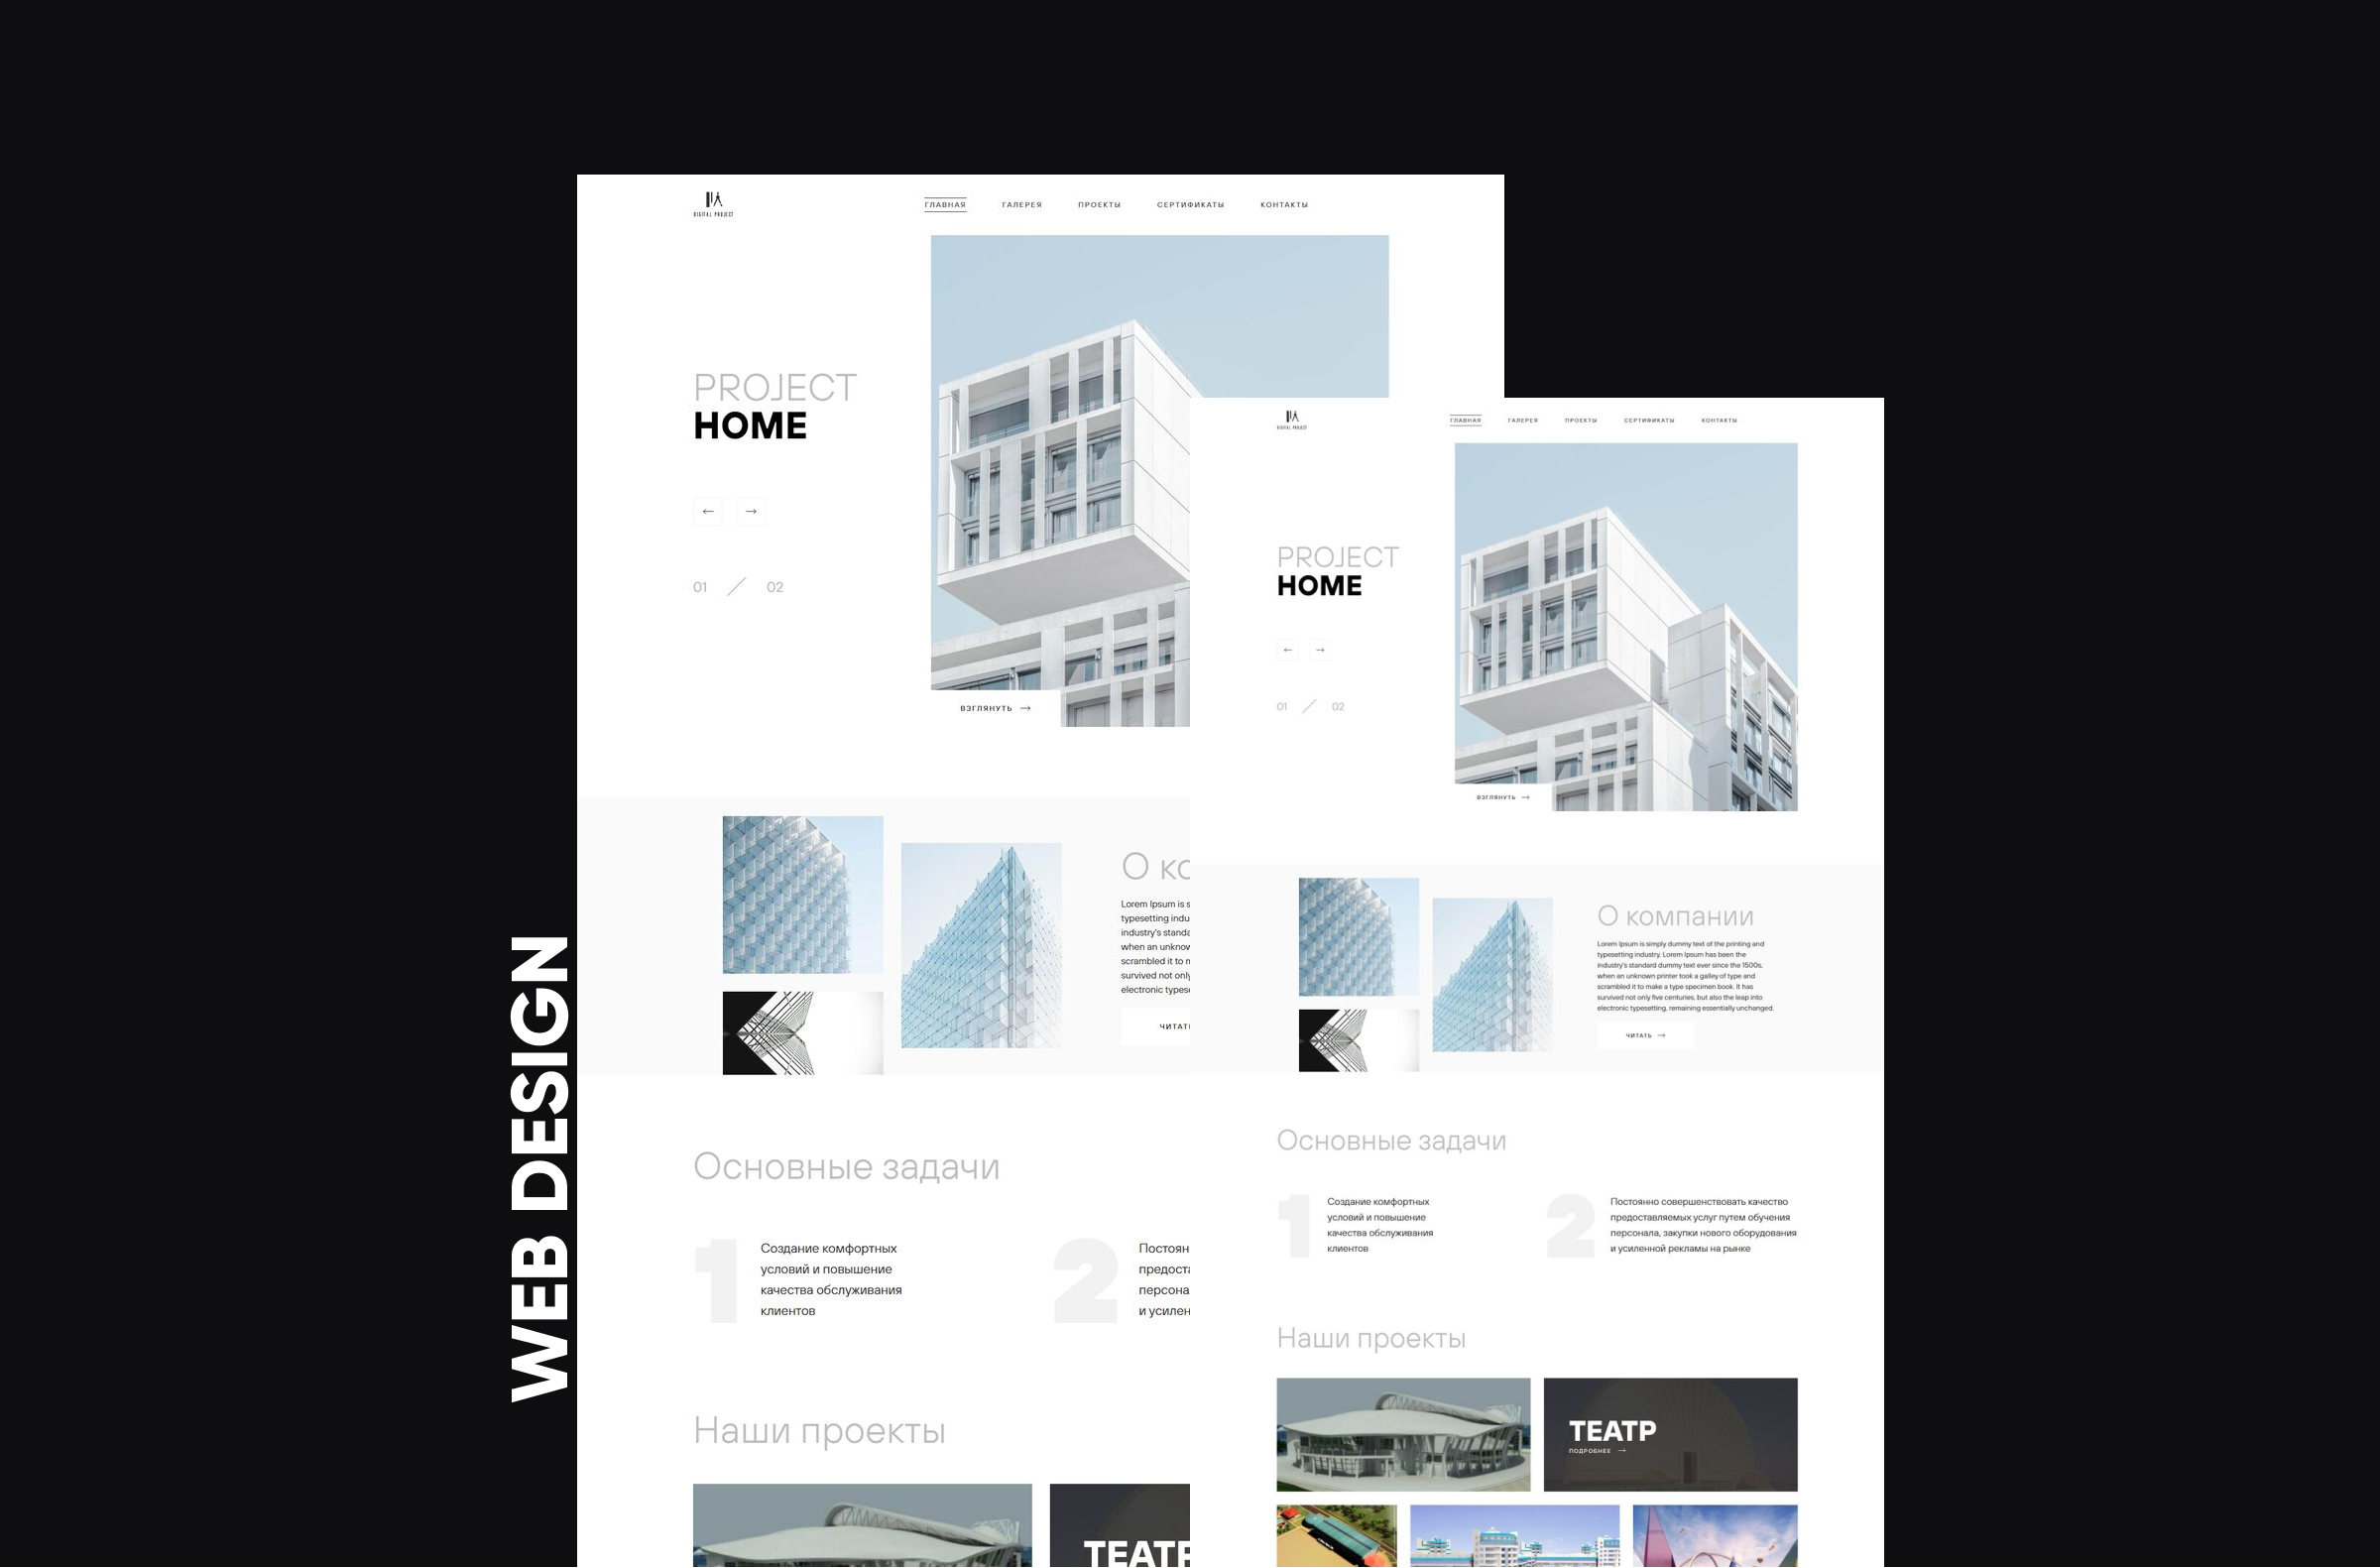 WEB DESIGN
DIGITAL PROJECT
ГЛАВНАЯ ГАЛЕРЕЯ ПРОЕКТЫ СЕРТИФИКАТЫ КОНТАКТЫ
PROJECT
HOME
← →
01 / 02
ВЗГЛЯНУТЬ →
О ко
Lorem Ipsum is s
typesetting indu
industry's standa
when an unknow
scrambled it to m
survived not only
electronic typese
ЧИТАТЬ
Основные задачи
1
Создание комфортных
условий и повышение
качества обслуживания
клиентов
2
Постоян
предоста
персона
и усилен
Наши проекты
ТЕАТР
DIGITAL PROJECT
ГЛАВНАЯ ГАЛЕРЕЯ ПРОЕКТЫ СЕРТИФИКАТЫ КОНТАКТЫ
PROJECT
HOME
← →
01 / 02
ВЗГЛЯНУТЬ →
О компании
Lorem Ipsum is simply dummy text of the printing and
typesetting industry. Lorem Ipsum has been the
industry's standard dummy text ever since the 1500s,
when an unknown printer took a galley of type and
scrambled it to make a type specimen book. It has
survived not only five centuries, but also the leap into
electronic typesetting, remaining essentially unchanged.
ЧИТАТЬ →
Основные задачи
1
Создание комфортных
условий и повышение
качества обслуживания
клиентов
2
Постоянно совершенствовать качество
предоставляемых услуг путем обучения
персонала, закупки нового оборудования
и усиленной рекламы на рынке
Наши проекты
ТЕАТР
ПОДРОБНЕЕ →